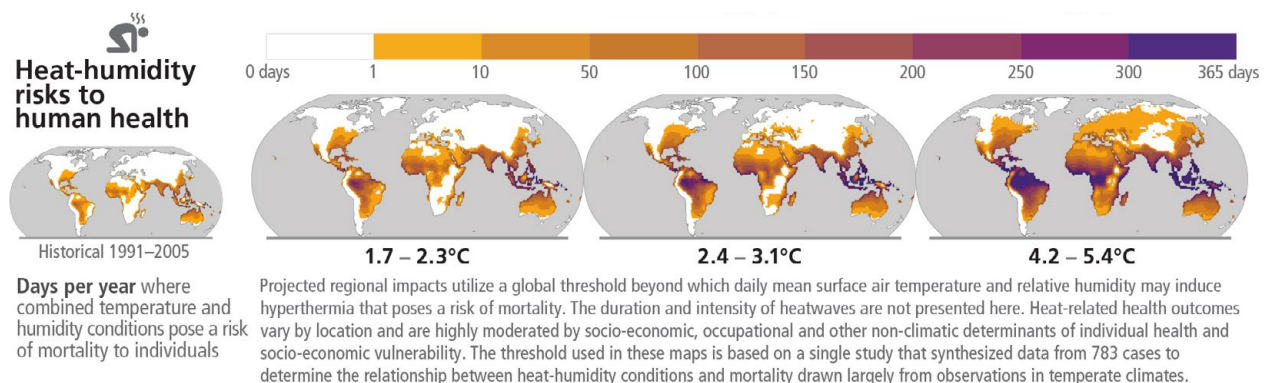 Heat-humidity
risks to
human health
0 days
1
10
50
100
150
200
250
300
365 days
Historical 1991–2005
1.7 – 2.3°C
2.4 – 3.1°C
4.2 – 5.4°C
Days per year where
combined temperature and
humidity conditions pose a risk
of mortality to individuals
Projected regional impacts utilize a global threshold beyond which daily mean surface air temperature and relative humidity may induce
hyperthermia that poses a risk of mortality. The duration and intensity of heatwaves are not presented here. Heat-related health outcomes
vary by location and are highly moderated by socio-economic, occupational and other non-climatic determinants of individual health and
socio-economic vulnerability. The threshold used in these maps is based on a single study that synthesized data from 783 cases to
determine the relationship between heat-humidity conditions and mortality drawn largely from observations in temperate climates.